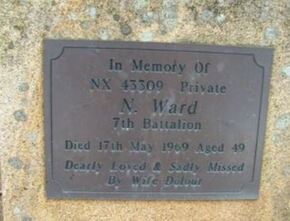 In Memory Of
NX 43309 Private
N. Ward
7th Battalion
Died 17th May 1969 Aged 49
Dearly Loved & Sadly Missed
By Wife